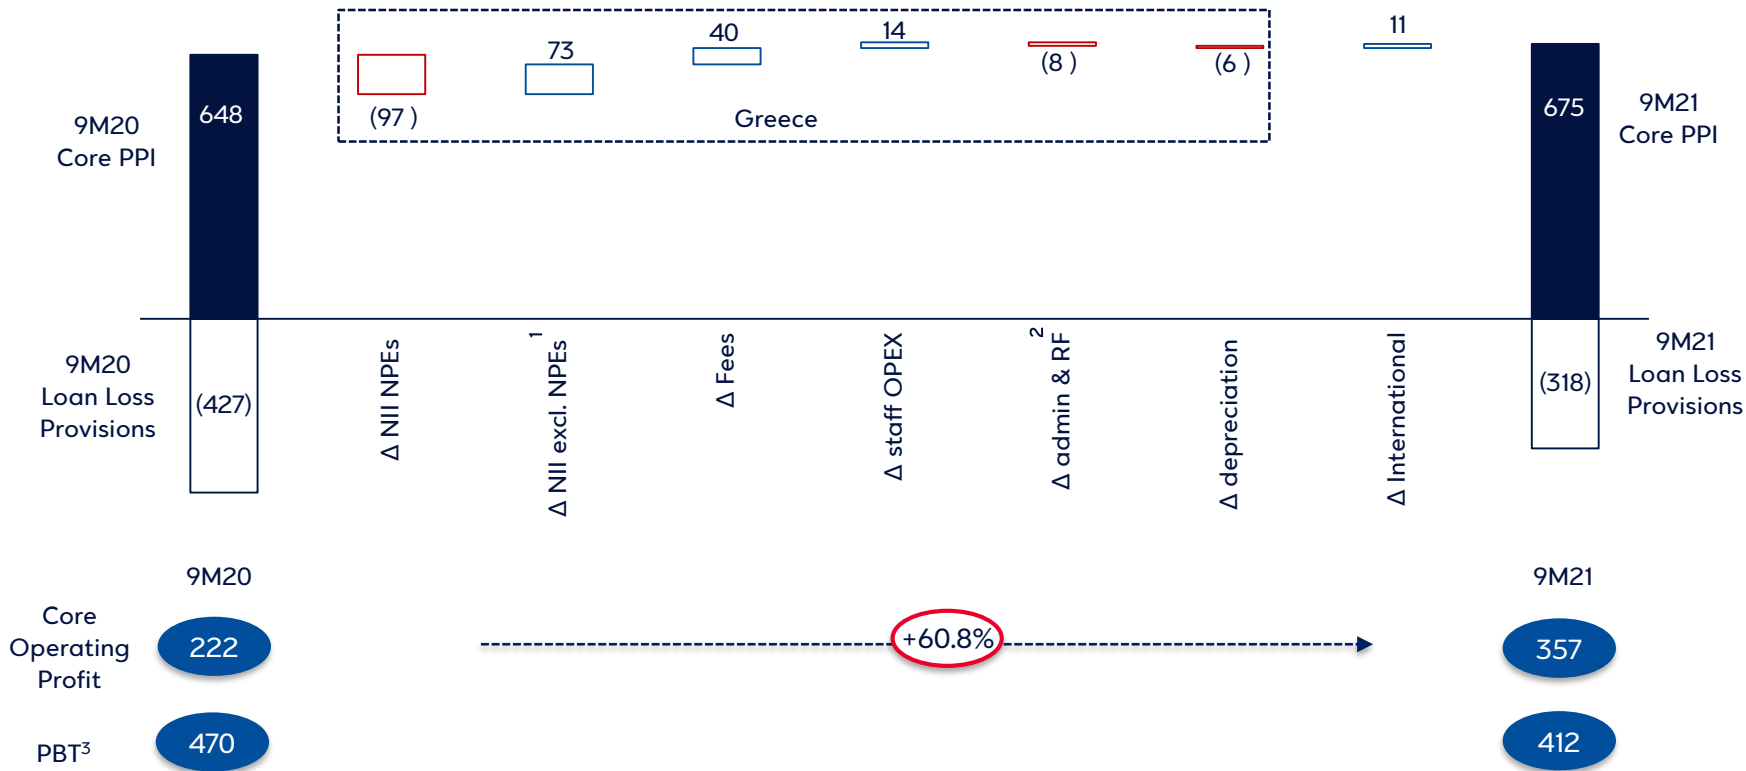 73
40
14
11
(97 )
(8 )
(6 )
Greece
9M20
Core PPI
648
675
9M21
Core PPI
9M20
Loan Loss
Provisions
(427)
Δ NII NPEs
Δ NII excl. NPEs 1
Δ Fees
Δ staff OPEX
Δ admin & RF 2
Δ depreciation
Δ International
(318)
9M21
Loan Loss
Provisions
9M20
9M21
Core
Operating
Profit
222
+60.8%
357
PBT³
470
412